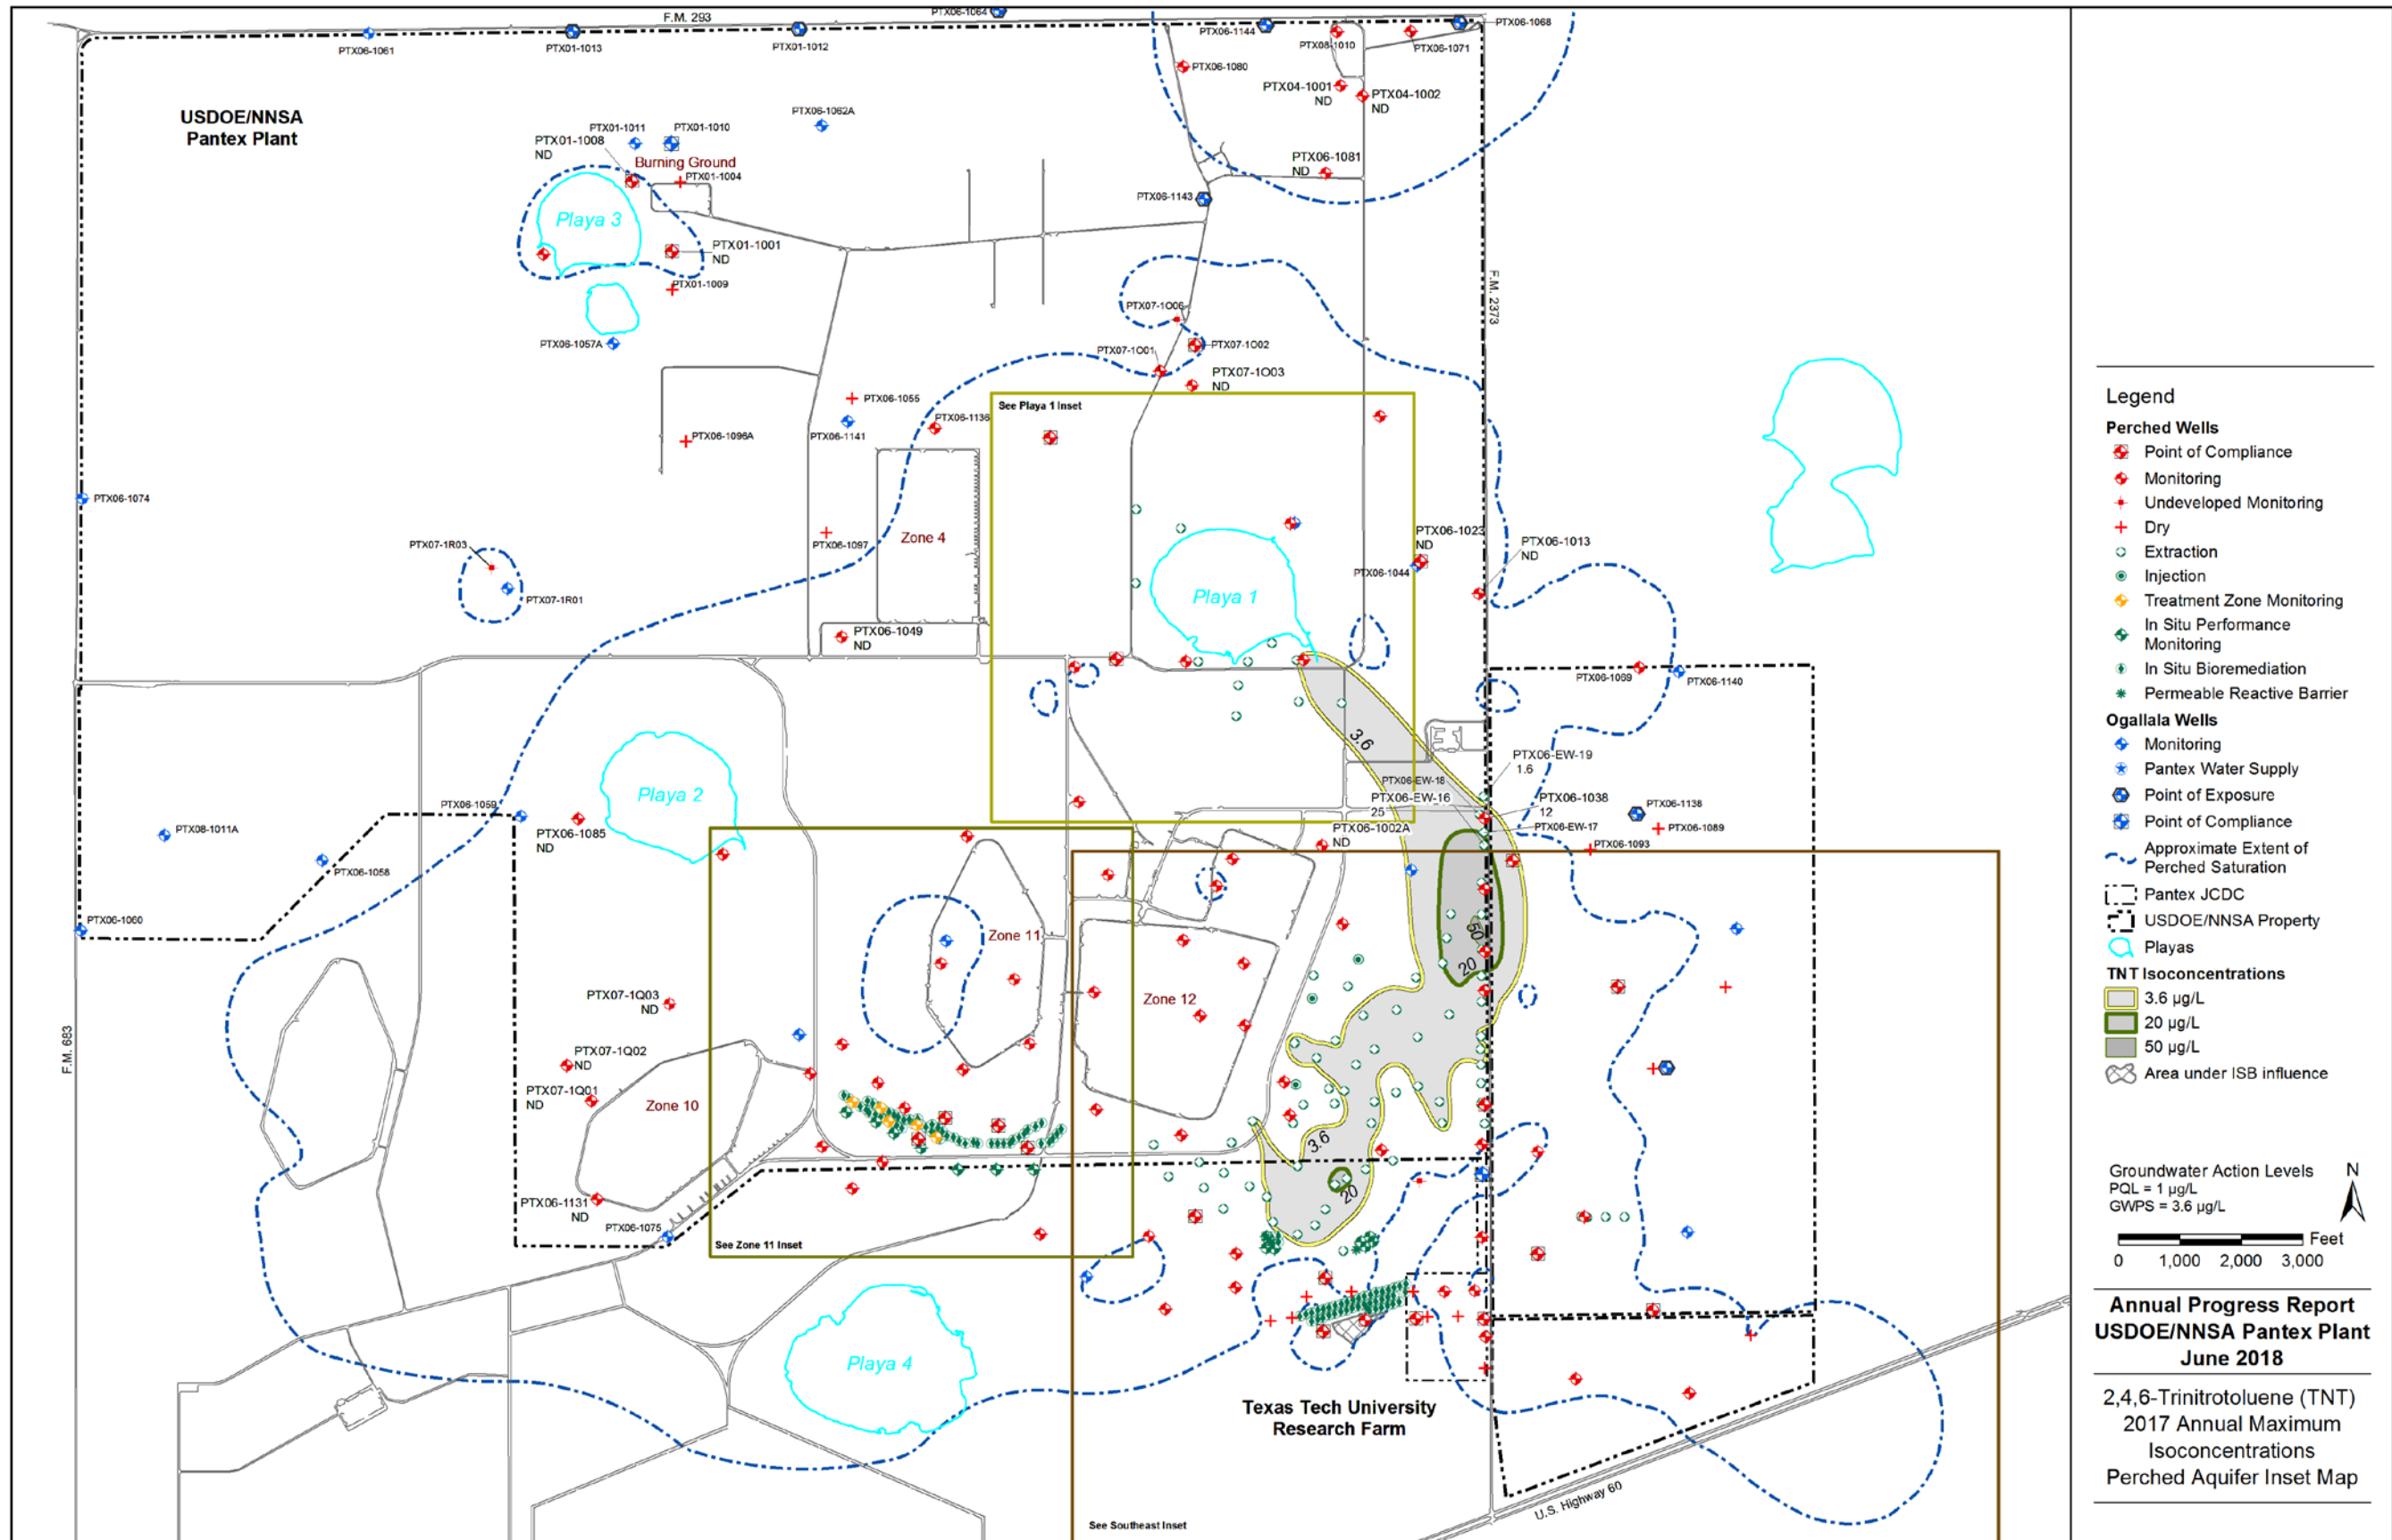 F.M. 293
PTX06-1064
PTX06-1061
PTX01-1013
PTX01-1012
PTX06-1144
PTX08-1010
PTX06-1071
PTX06-1068
PTX06-1080
PTX04-1001
ND
PTX04-1002
ND
USDOE/NNSA
Pantex Plant
PTX06-1062A
PTX01-1011
PTX01-1010
PTX01-1008
ND
Burning Ground
PTX01-1004
PTX06-1081
ND
PTX06-1143
Playa 3
PTX01-1001
ND
PTX01-1009
F.M. 2373
PTX07-1O06
PTX06-1057A
PTX07-1O01
PTX07-1O02
PTX07-1O03
ND
See Playa 1 Inset
PTX06-1055
PTX06-1136
PTX06-1141
PTX06-1096A
PTX06-1074
PTX06-1097
Zone 4
PTX06-1023
ND
PTX06-1013
ND
PTX07-1R03
PTX06-1044
PTX07-1R01
Playa 1
PTX06-1049
ND
PTX06-1069
PTX06-1140
3.6
PTX06-EW-19
1.6
PTX06-EW-18
PTX06-EW-16
25
PTX06-1038
12
PTX06-1138
PTX06-EW-17
PTX06-1089
PTX06-1002A
ND
PTX06-1093
Playa 2
PTX06-1059
PTX08-1011A
PTX06-1085
ND
PTX06-1058
PTX06-1060
Zone 11
50
20
PTX07-1Q03
ND
Zone 12
F.M. 683
PTX07-1Q02
ND
PTX07-1Q01
ND
Zone 10
3.6
20
PTX06-1131
ND
PTX06-1075
See Zone 11 Inset
Playa 4
Texas Tech University
Research Farm
U.S. Highway 60
See Southeast Inset
Legend
Perched Wells
Point of Compliance
Monitoring
Undeveloped Monitoring
Dry
Extraction
Injection
Treatment Zone Monitoring
In Situ Performance
Monitoring
In Situ Bioremediation
Permeable Reactive Barrier
Ogallala Wells
Monitoring
Pantex Water Supply
Point of Exposure
Point of Compliance
Approximate Extent of
Perched Saturation
Pantex JCDC
USDOE/NNSA Property
Playas
TNT Isoconcentrations
3.6 µg/L
20 µg/L
50 µg/L
Area under ISB influence
Groundwater Action Levels
PQL = 1 µg/L
GWPS = 3.6 µg/L
N
Feet
0 1,000 2,000 3,000
Annual Progress Report
USDOE/NNSA Pantex Plant
June 2018
2,4,6-Trinitrotoluene (TNT)
2017 Annual Maximum
Isoconcentrations
Perched Aquifer Inset Map